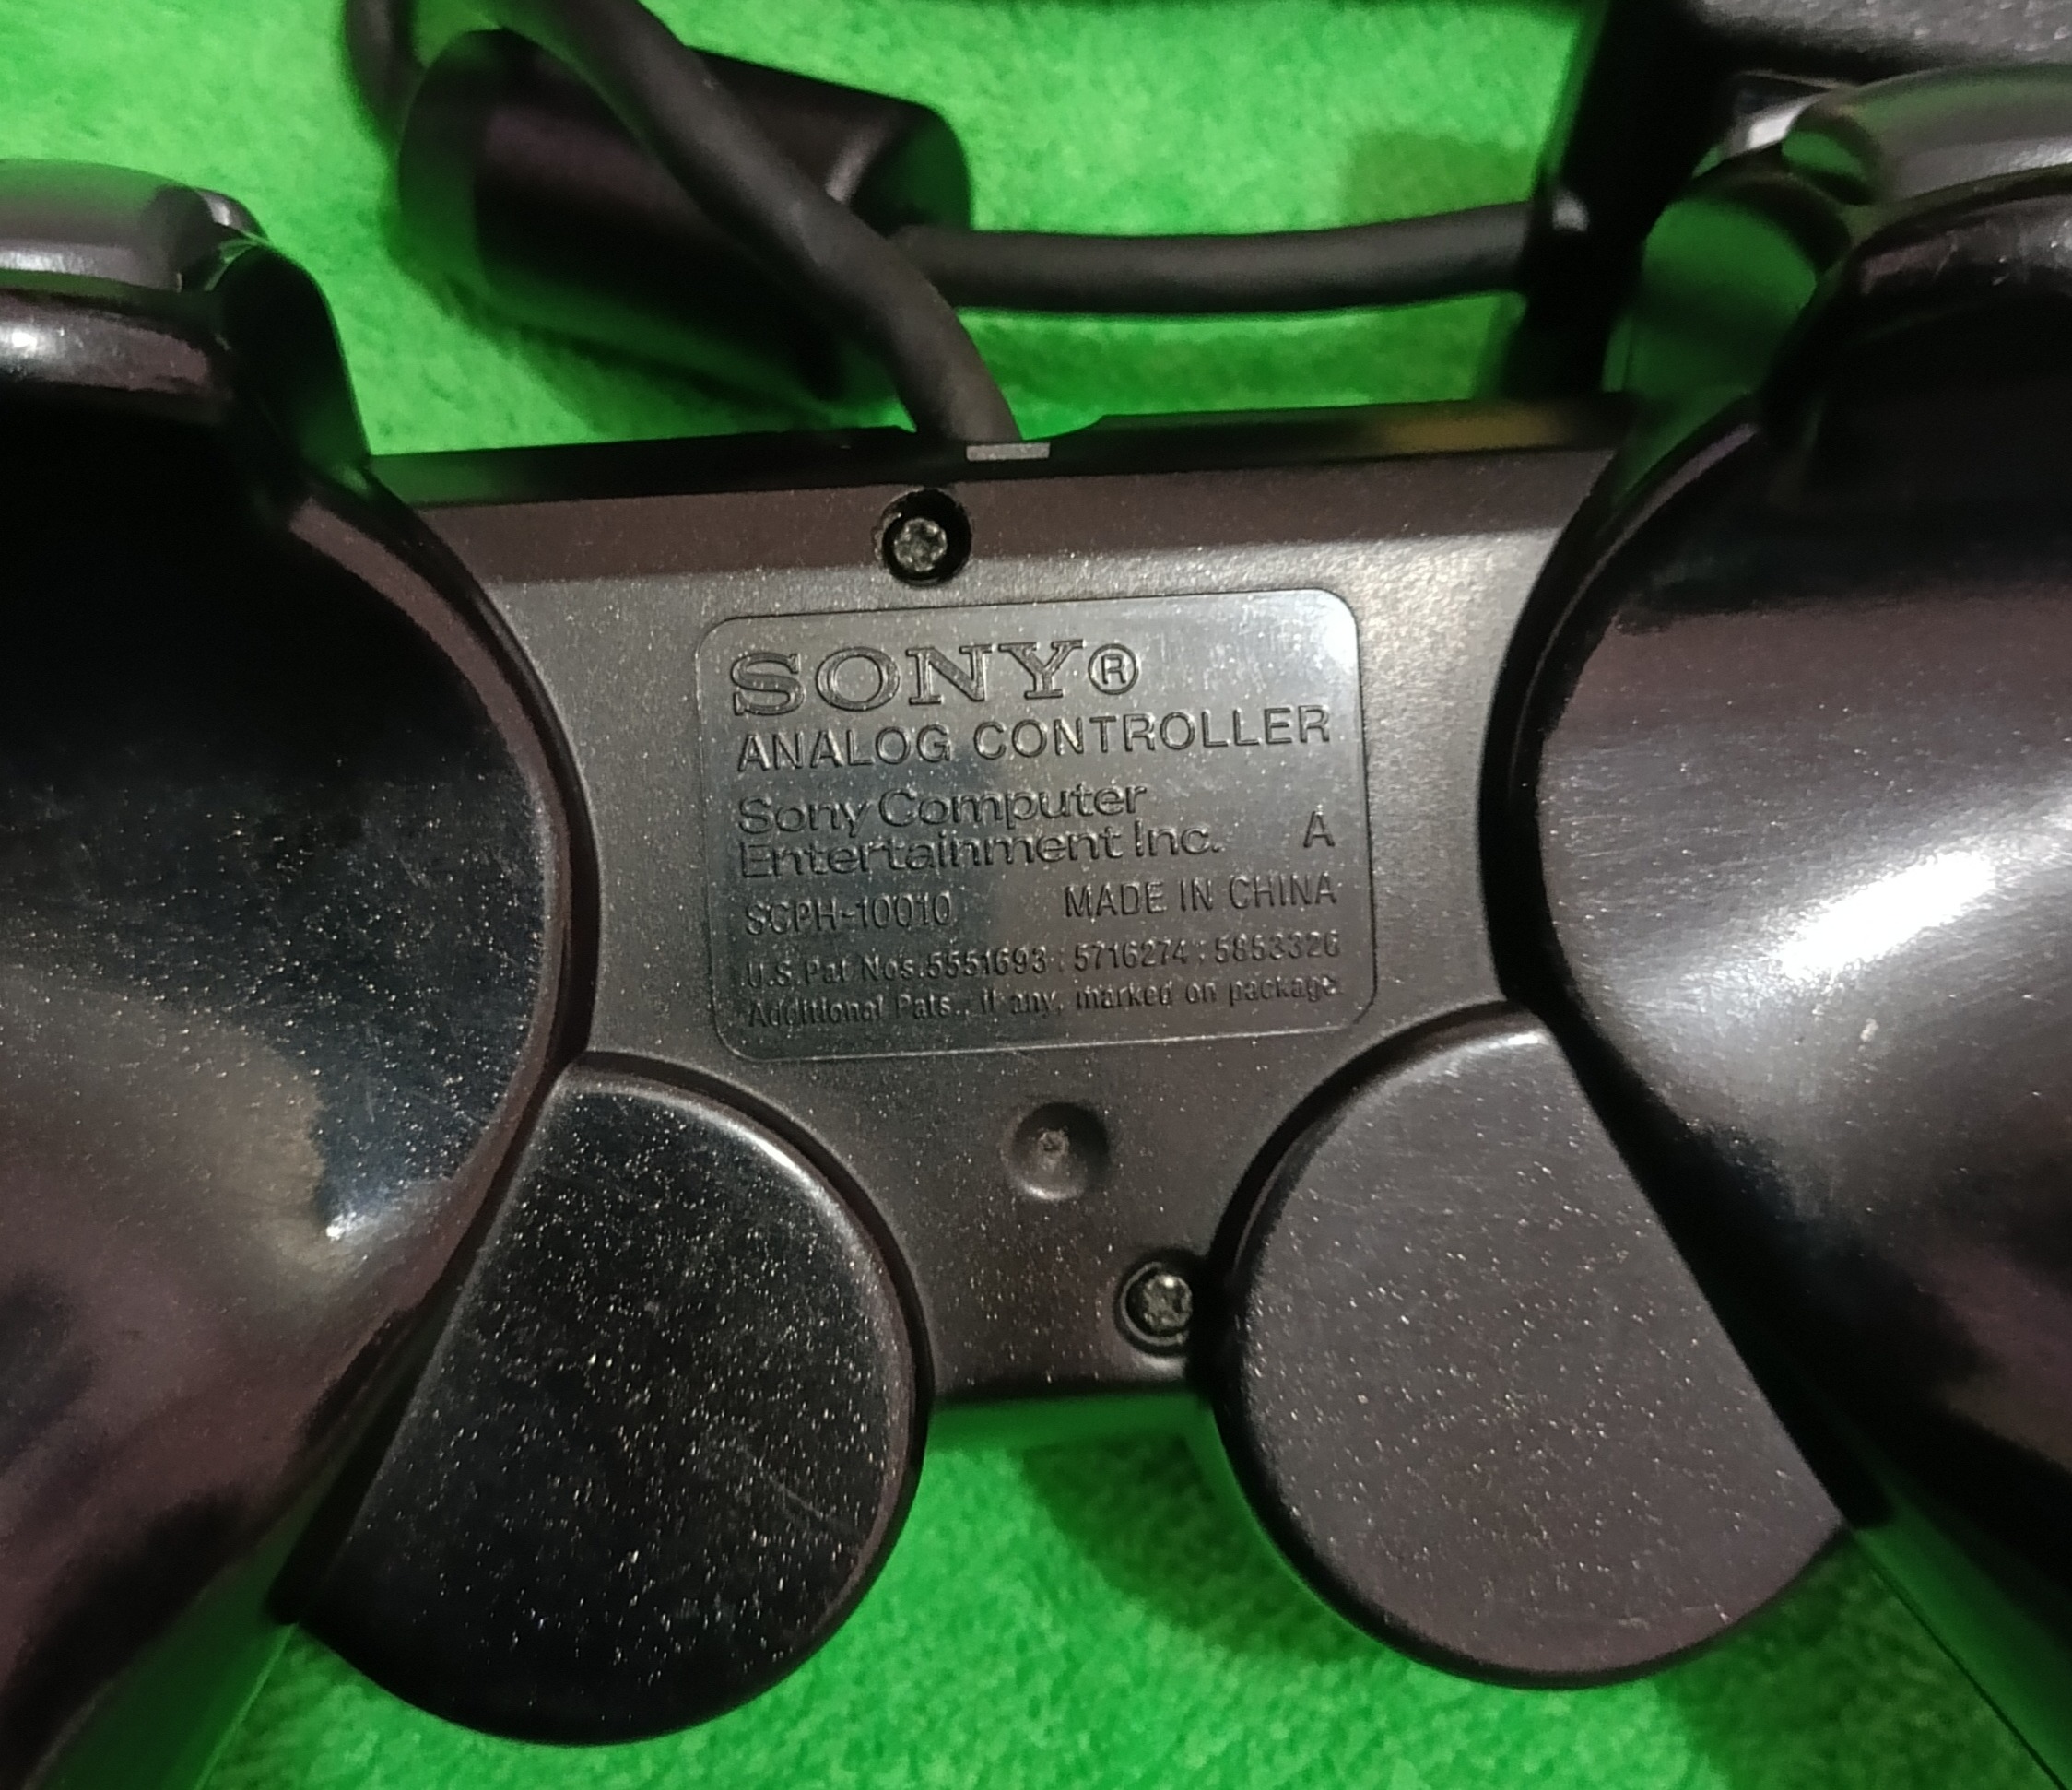 SONY®
ANALOG CONTROLLER
Sony Computer
Entertainment Inc. A
SCPH-10010 MADE IN CHINA
U.S.Pat Nos.5551693 ; 5716274 ; 5853326
Additional Pats., if any, marked on package.